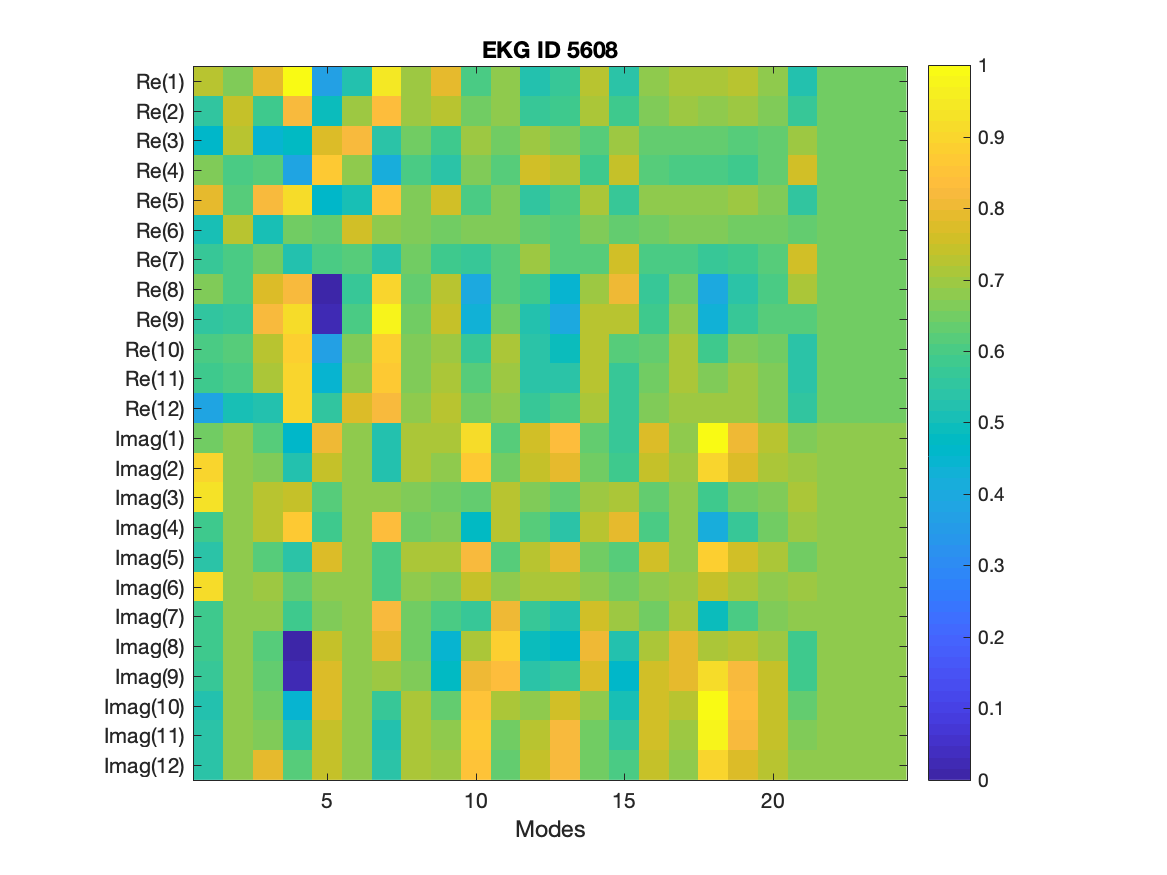 EKG ID 5608
Re(1)
Re(2)
Re(3)
Re(4)
Re(5)
Re(6)
Re(7)
Re(8)
Re(9)
Re(10)
Re(11)
Re(12)
Imag(1)
Imag(2)
Imag(3)
Imag(4)
Imag(5)
Imag(6)
Imag(7)
Imag(8)
Imag(9)
Imag(10)
Imag(11)
Imag(12)
5 10 15 20
Modes
1
0.9
0.8
0.7
0.6
0.5
0.4
0.3
0.2
0.1
0